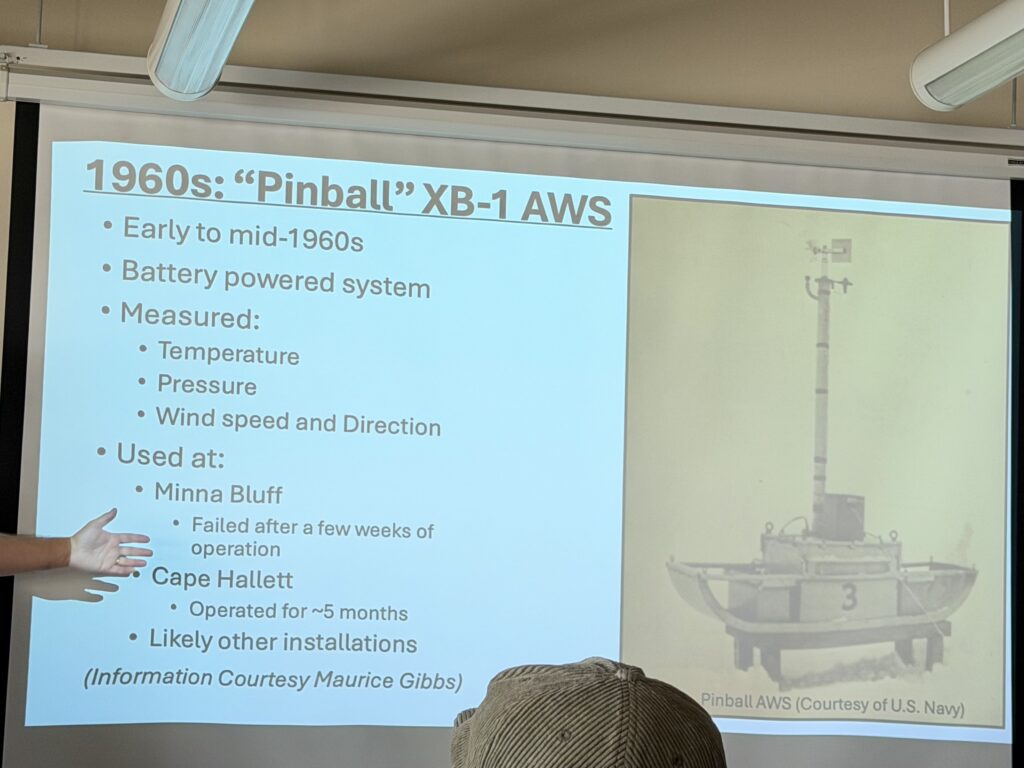 1960s: “Pinball” XB-1 AWS
• Early to mid-1960s
• Battery powered system
• Measured:
• Temperature
• Pressure
• Wind speed and Direction
• Used at:
• Minna Bluff
• Failed after a few weeks of
operation
• Cape Hallett
• Operated for ~5 months
• Likely other installations
(Information Courtesy Maurice Gibbs)
3
Pinball AWS (Courtesy of U.S. Navy)